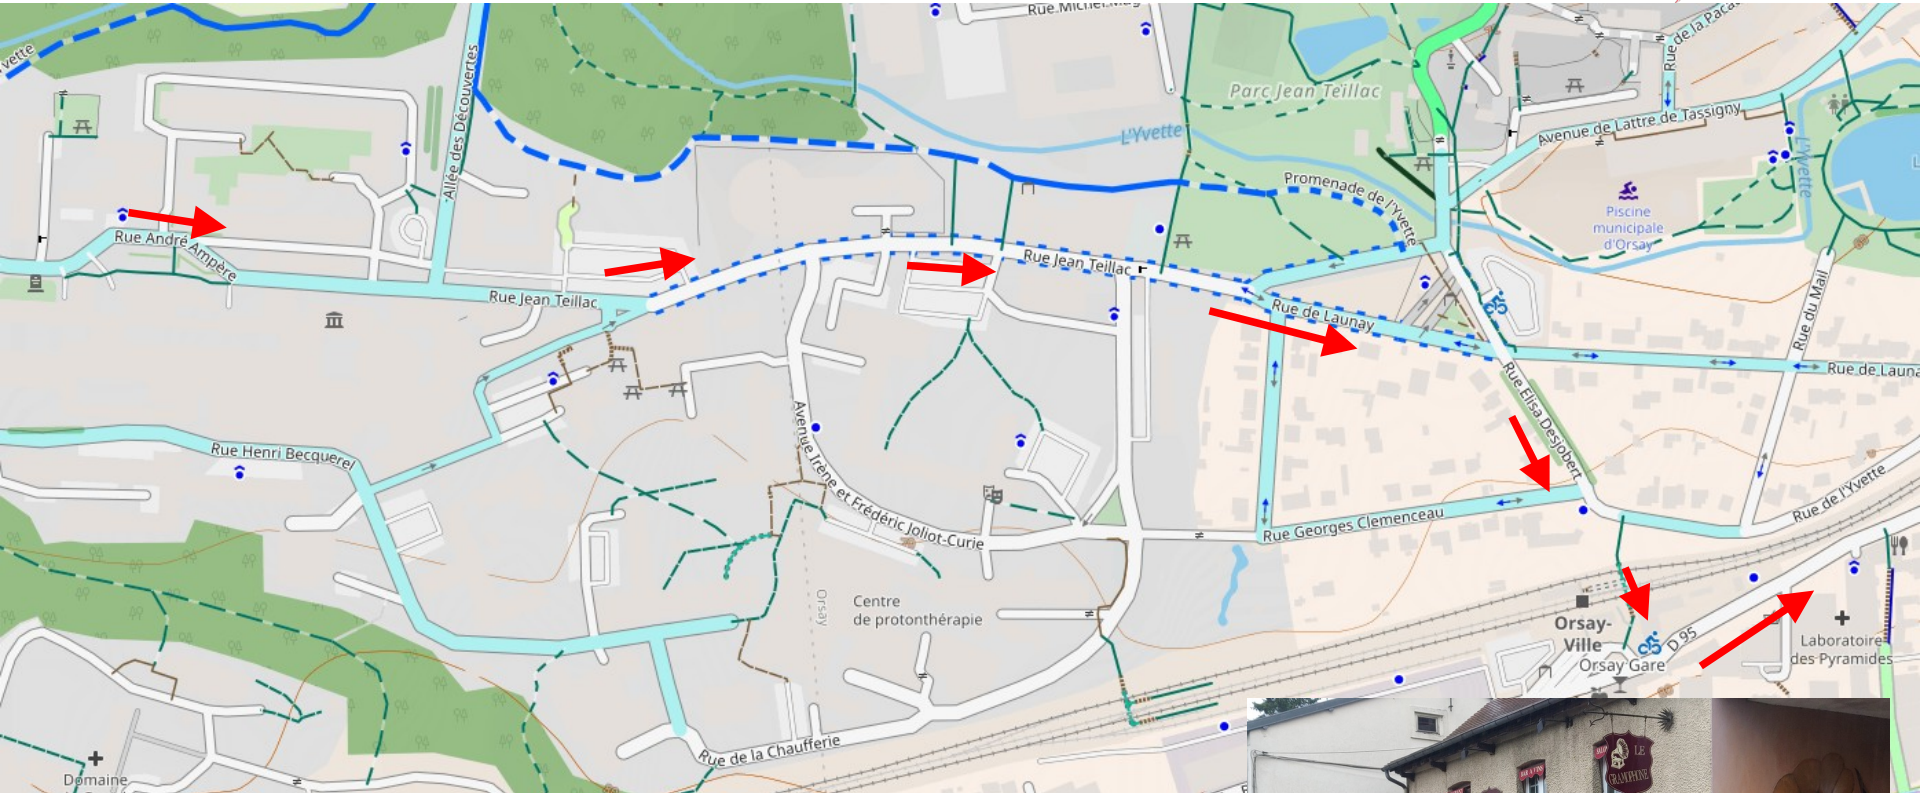 Rue Michel Mag
Rue de la Paca
Yvette
Allée des Découvertes
Parc Jean Teillac
L'Yvette
Avenue de Lattre de Tassigny
L'Yvette
Promenade de l'Yvette
Piscine
municipale
d'Orsay
Rue André Ampère
Rue Jean Teillac
Rue Jean Teillac
Rue de Launay
Rue du Mail
Rue de Launa
Rue Elisa Desjobert
Avenue Irène et Frédéric Joliot-Curie
Rue Henri Becquerel
Rue Georges Clemenceau
Rue de l'Yvette
Orsay
Centre
de protonthérapie
Orsay-
Ville
Orsay Gare
D 95
Laboratoire
des Pyramides
Rue de la Chaufferie
Domaine
LE
GRAMOPHONE